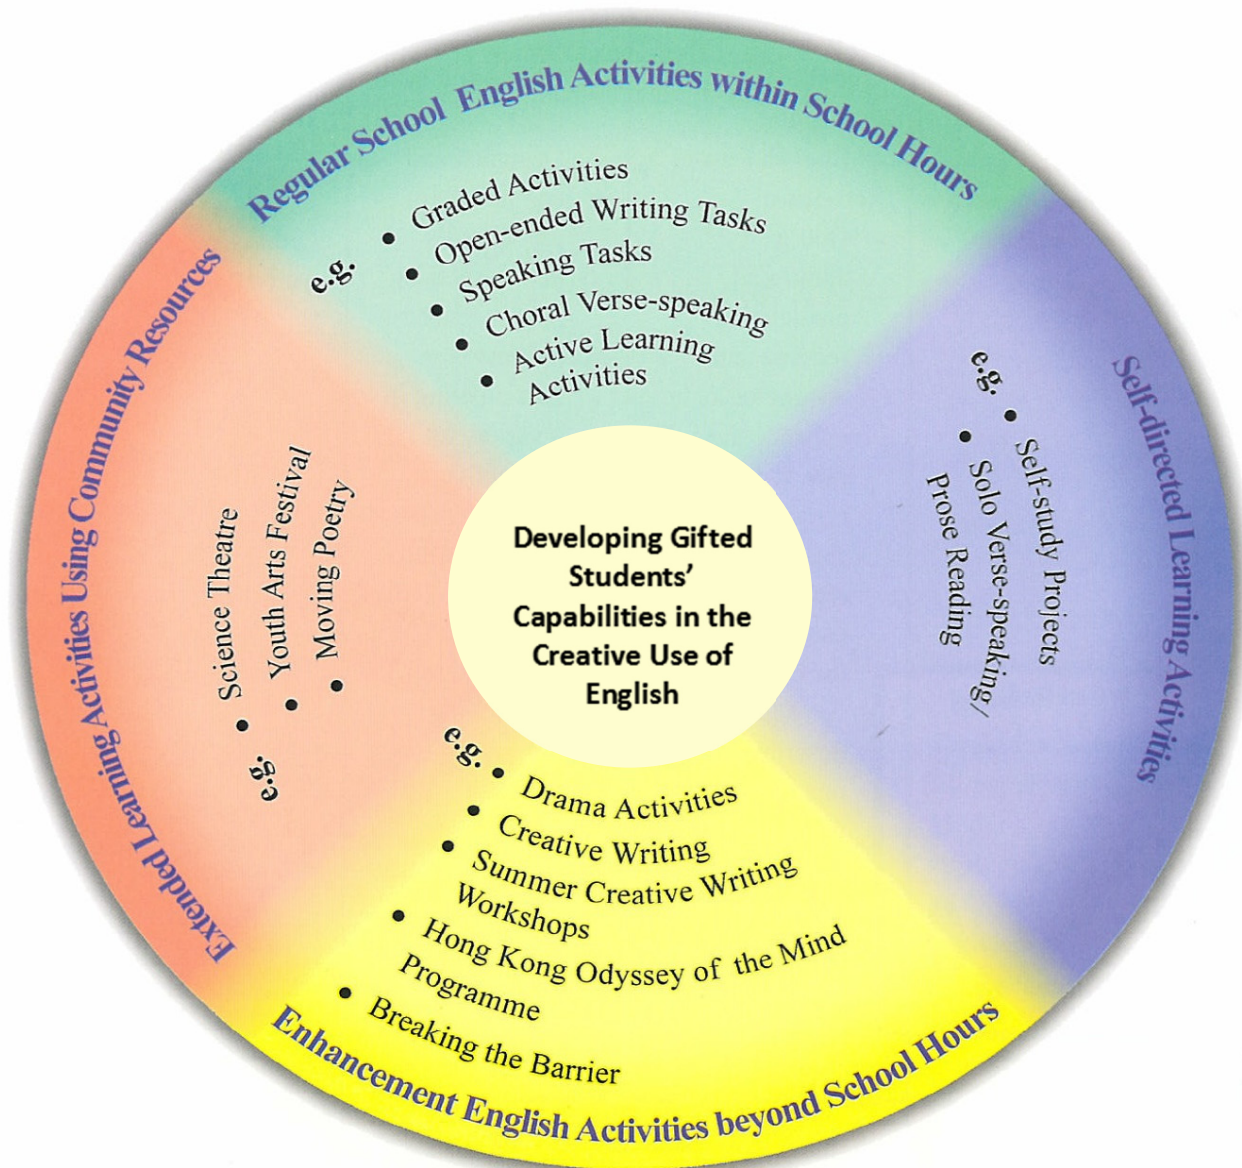 Regular School English Activities within School Hours
e.g.
• Graded Activities
• Open-ended Writing Tasks
• Speaking Tasks
• Choral Verse-speaking
• Active Learning
Activities
Self-directed Learning Activities
e.g.
• Self-study Projects
• Solo Verse-speaking/
Prose Reading
Developing Gifted
Students’
Capabilities in the
Creative Use of
English
Extended Learning Activities Using Community Resources
e.g.
• Science Theatre
• Youth Arts Festival
• Moving Poetry
e.g.
• Drama Activities
• Creative Writing
• Summer Creative Writing
Workshops
• Hong Kong Odyssey of the Mind
Programme
• Breaking the Barrier
Enhancement English Activities beyond School Hours